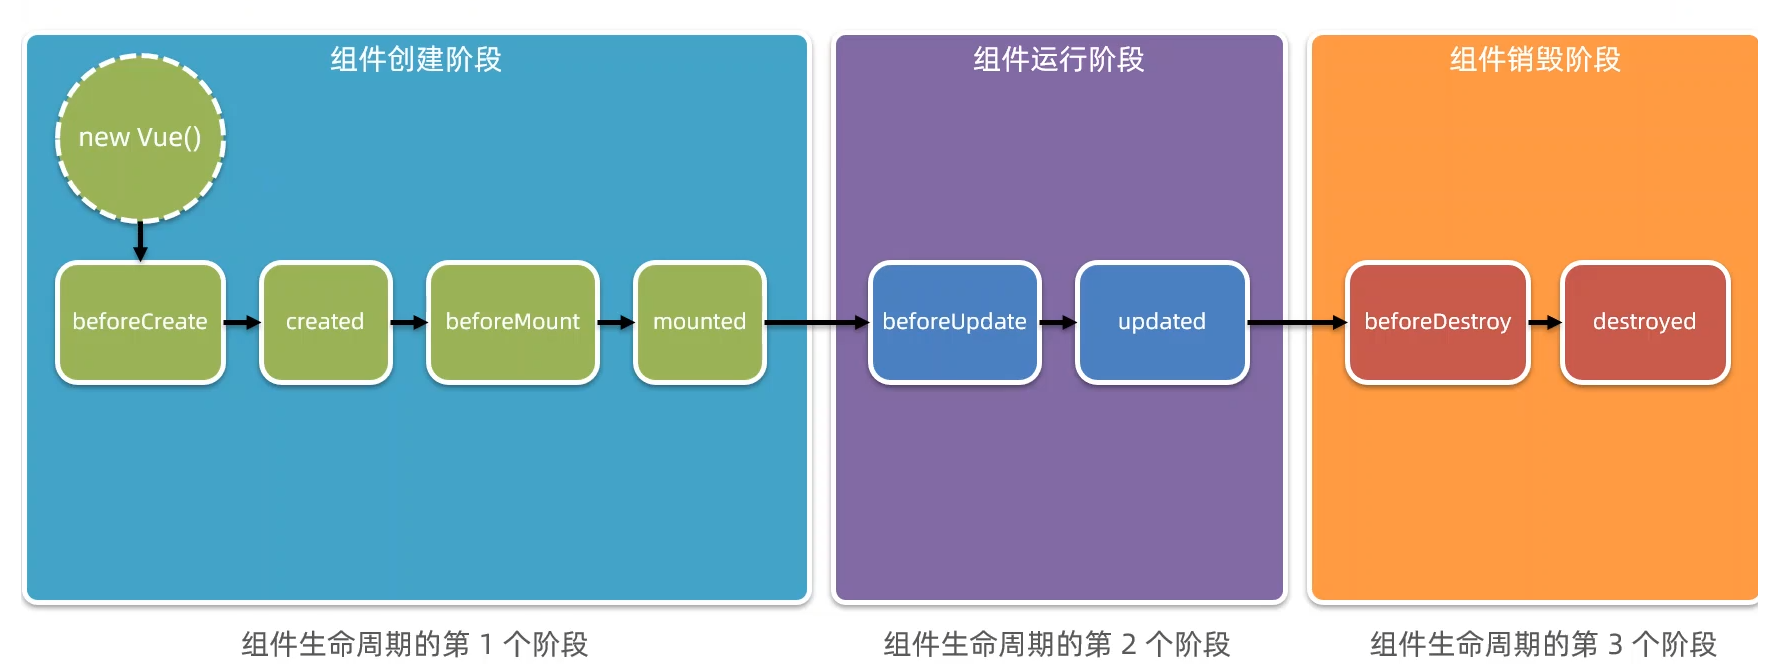 组件创建阶段
new Vue()
beforeCreate
created
beforeMount
mounted
组件生命周期的第 1 个阶段
组件运行阶段
beforeUpdate
updated
组件生命周期的第 2 个阶段
组件销毁阶段
beforeDestroy
destroyed
组件生命周期的第 3 个阶段